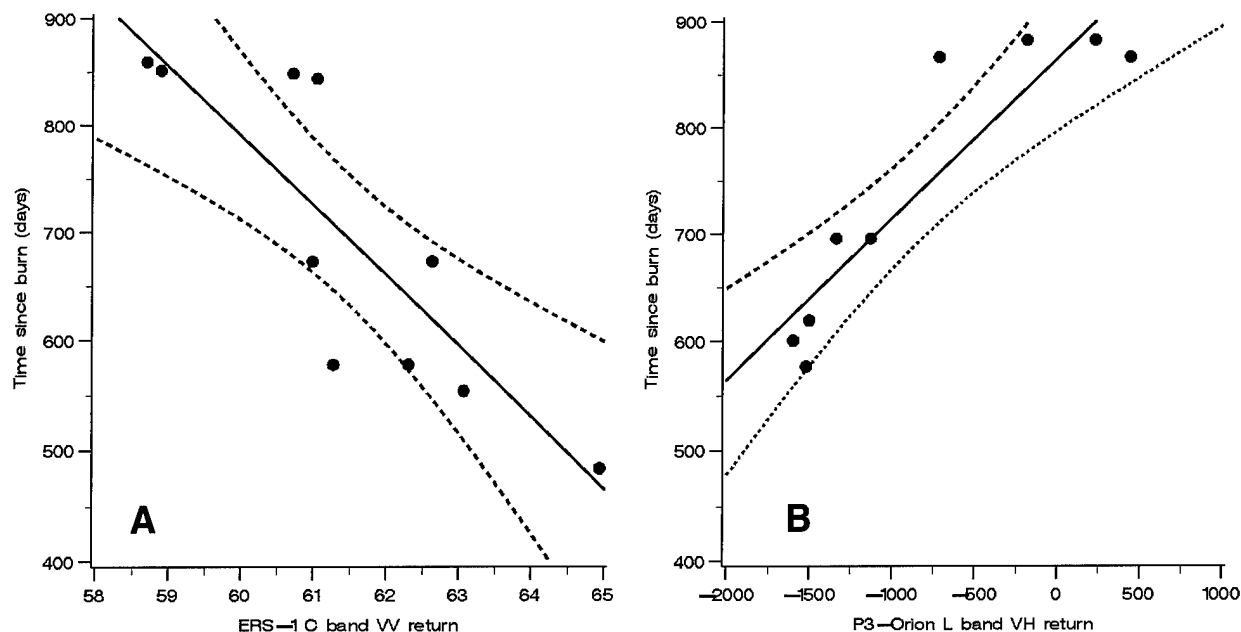 900
800
700
600
500
400
Time since burn (days)
A
58 59 60 61 62 63 64 65
ERS–1 C band VV return
900
800
700
600
500
400
Time since burn (days)
B
–2000 –1500 –1000 –500 0 500 1000
P3–Orion L band VH return